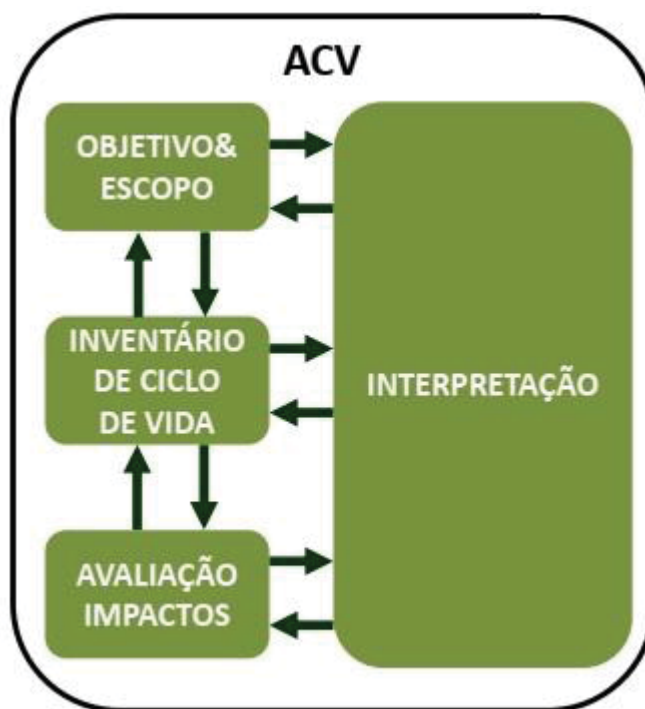 ACV
OBJETIVO&
ESCOPO
INVENTÁRIO
DE CICLO
DE VIDA
INTERPRETAÇÃO
AVALIAÇÃO
IMPACTOS